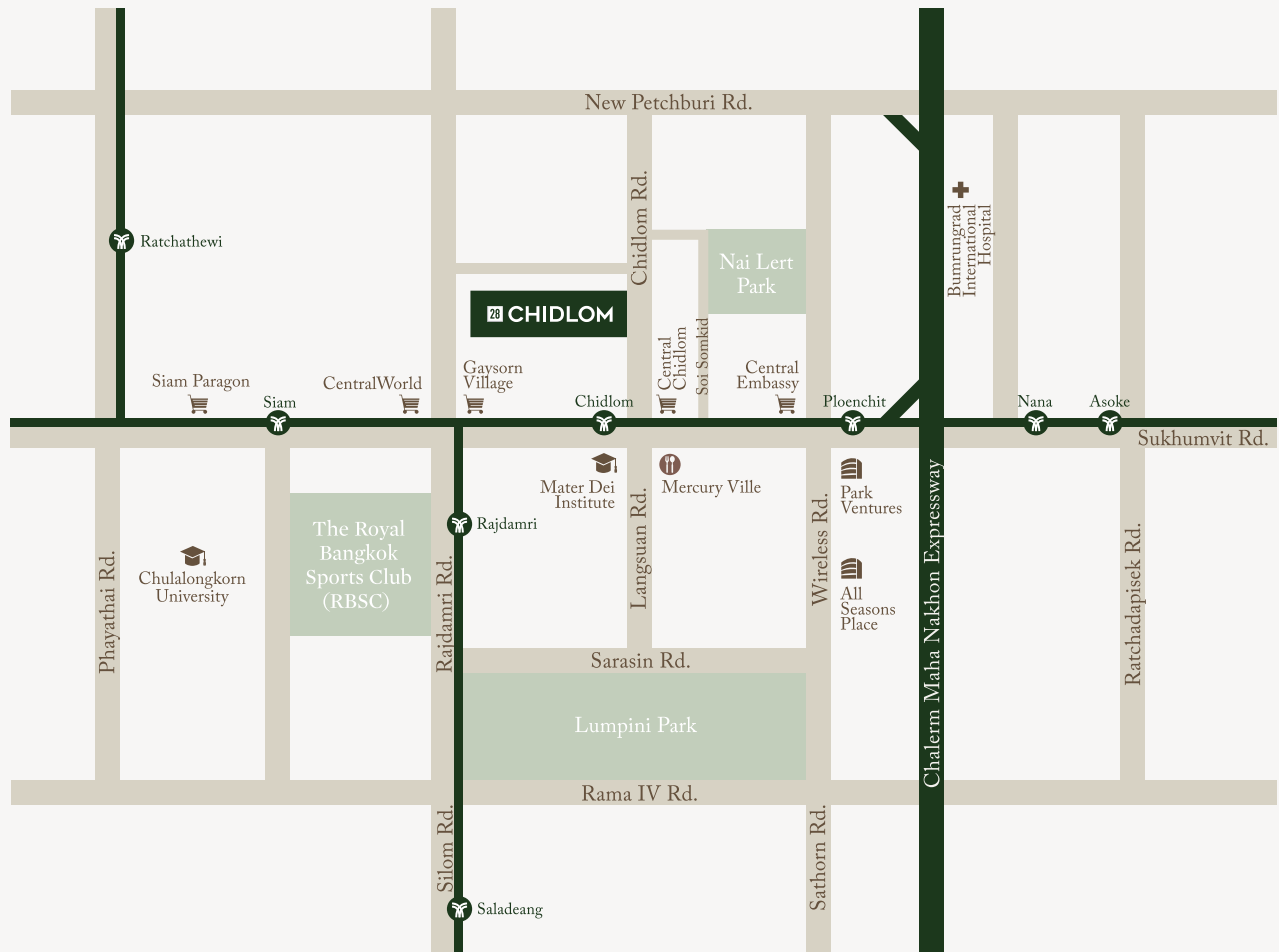 New Petchburi Rd.
Chidlom Rd.
Bumrungrad
International
Hospital
Ratchathewi
Nai Lert
Park
28 CHIDLOM
Central
Chidlom
Soi Somkid
Siam Paragon
CentralWorld
Gaysorn
Village
Central
Embassy
Siam
Chidlom
Ploenchit
Nana
Asoke
Sukhumvit Rd.
Mater Dei
Institute
Mercury Ville
Park
Ventures
Rajdamri
The Royal
Bangkok
Sports Club
(RBSC)
Chulalongkorn
University
Phayathai Rd.
Rajdamri Rd.
Langsuan Rd.
Wireless Rd.
All
Seasons
Place
Chalerm Maha Nakhon Expressway
Ratchadapisek Rd.
Sarasin Rd.
Lumpini Park
Rama IV Rd.
Silom Rd.
Sathorn Rd.
Saladeang